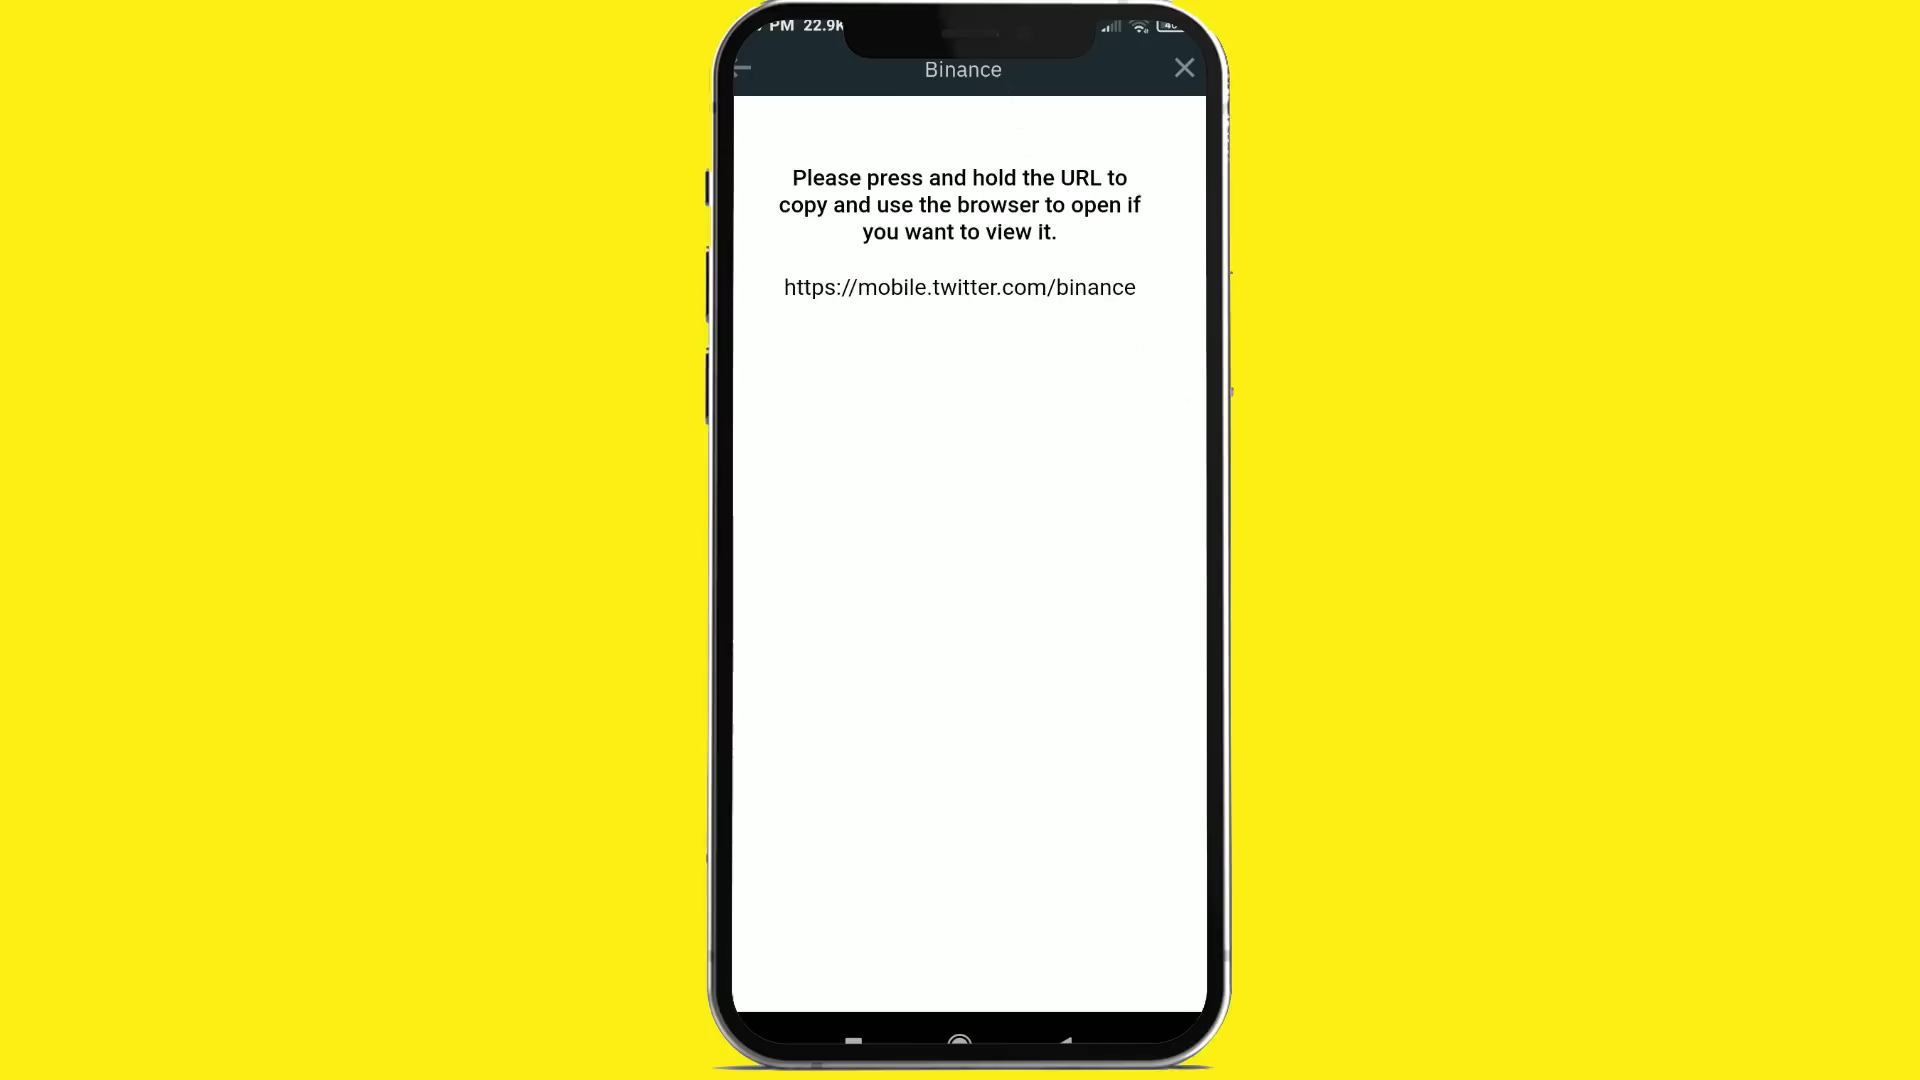 PM 22.9K
Binance
Please press and hold the URL to
copy and use the browser to open if
you want to view it.
https://mobile.twitter.com/binance